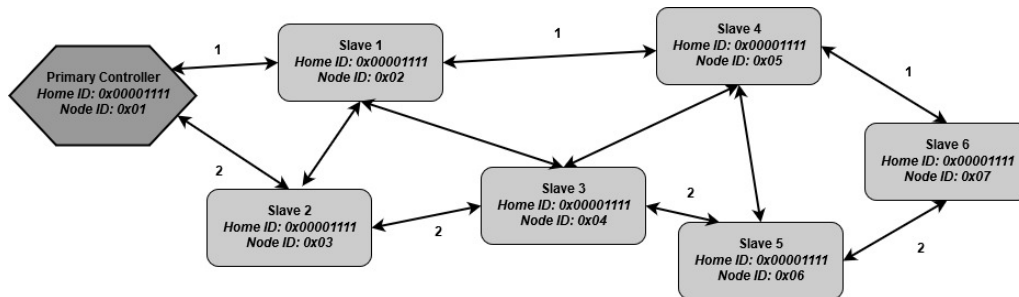 Primary Controller
Home ID: 0x00001111
Node ID: 0x01
1
Slave 1
Home ID: 0x00001111
Node ID: 0x02
1
Slave 4
Home ID: 0x00001111
Node ID: 0x05
1
Slave 6
Home ID: 0x00001111
Node ID: 0x07
2
Slave 2
Home ID: 0x00001111
Node ID: 0x03
2
Slave 3
Home ID: 0x00001111
Node ID: 0x04
2
Slave 5
Home ID: 0x00001111
Node ID: 0x06
2